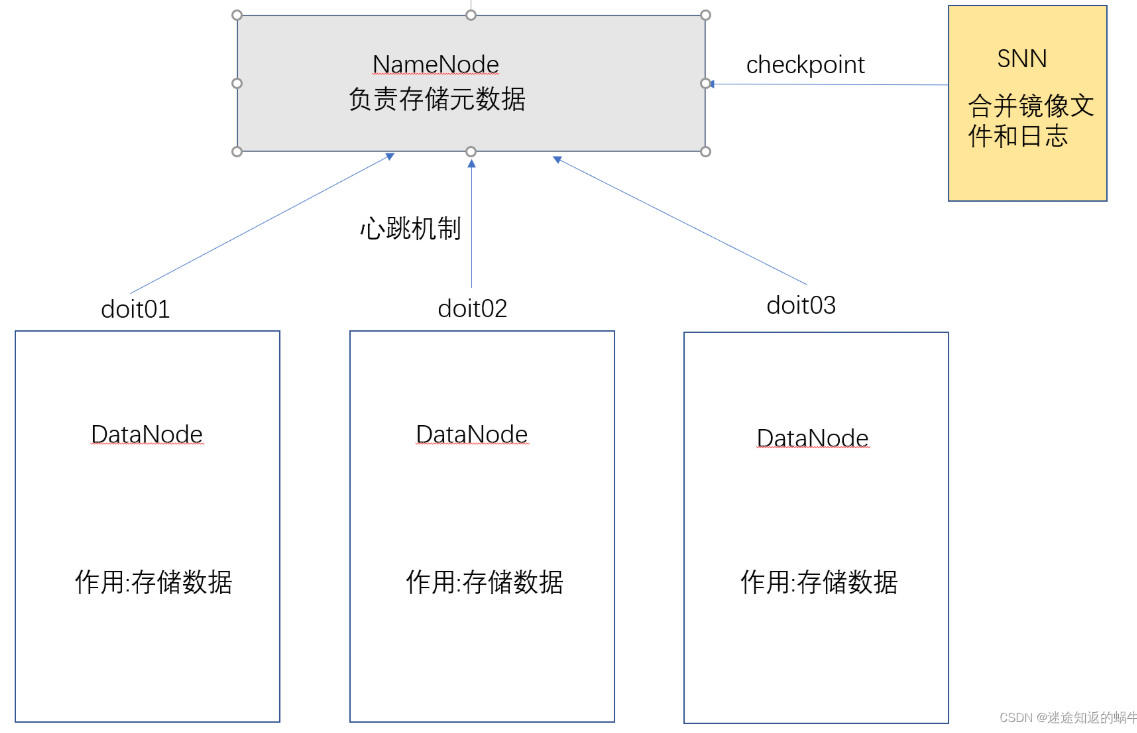 NameNode
负责存储元数据
checkpoint
SNN
合并镜像文
件和日志
心跳机制
doit01
doit02
doit03
DataNode
DataNode
DataNode
作用:存储数据
作用:存储数据
作用:存储数据
CSDN @迷途知返的蜗牛